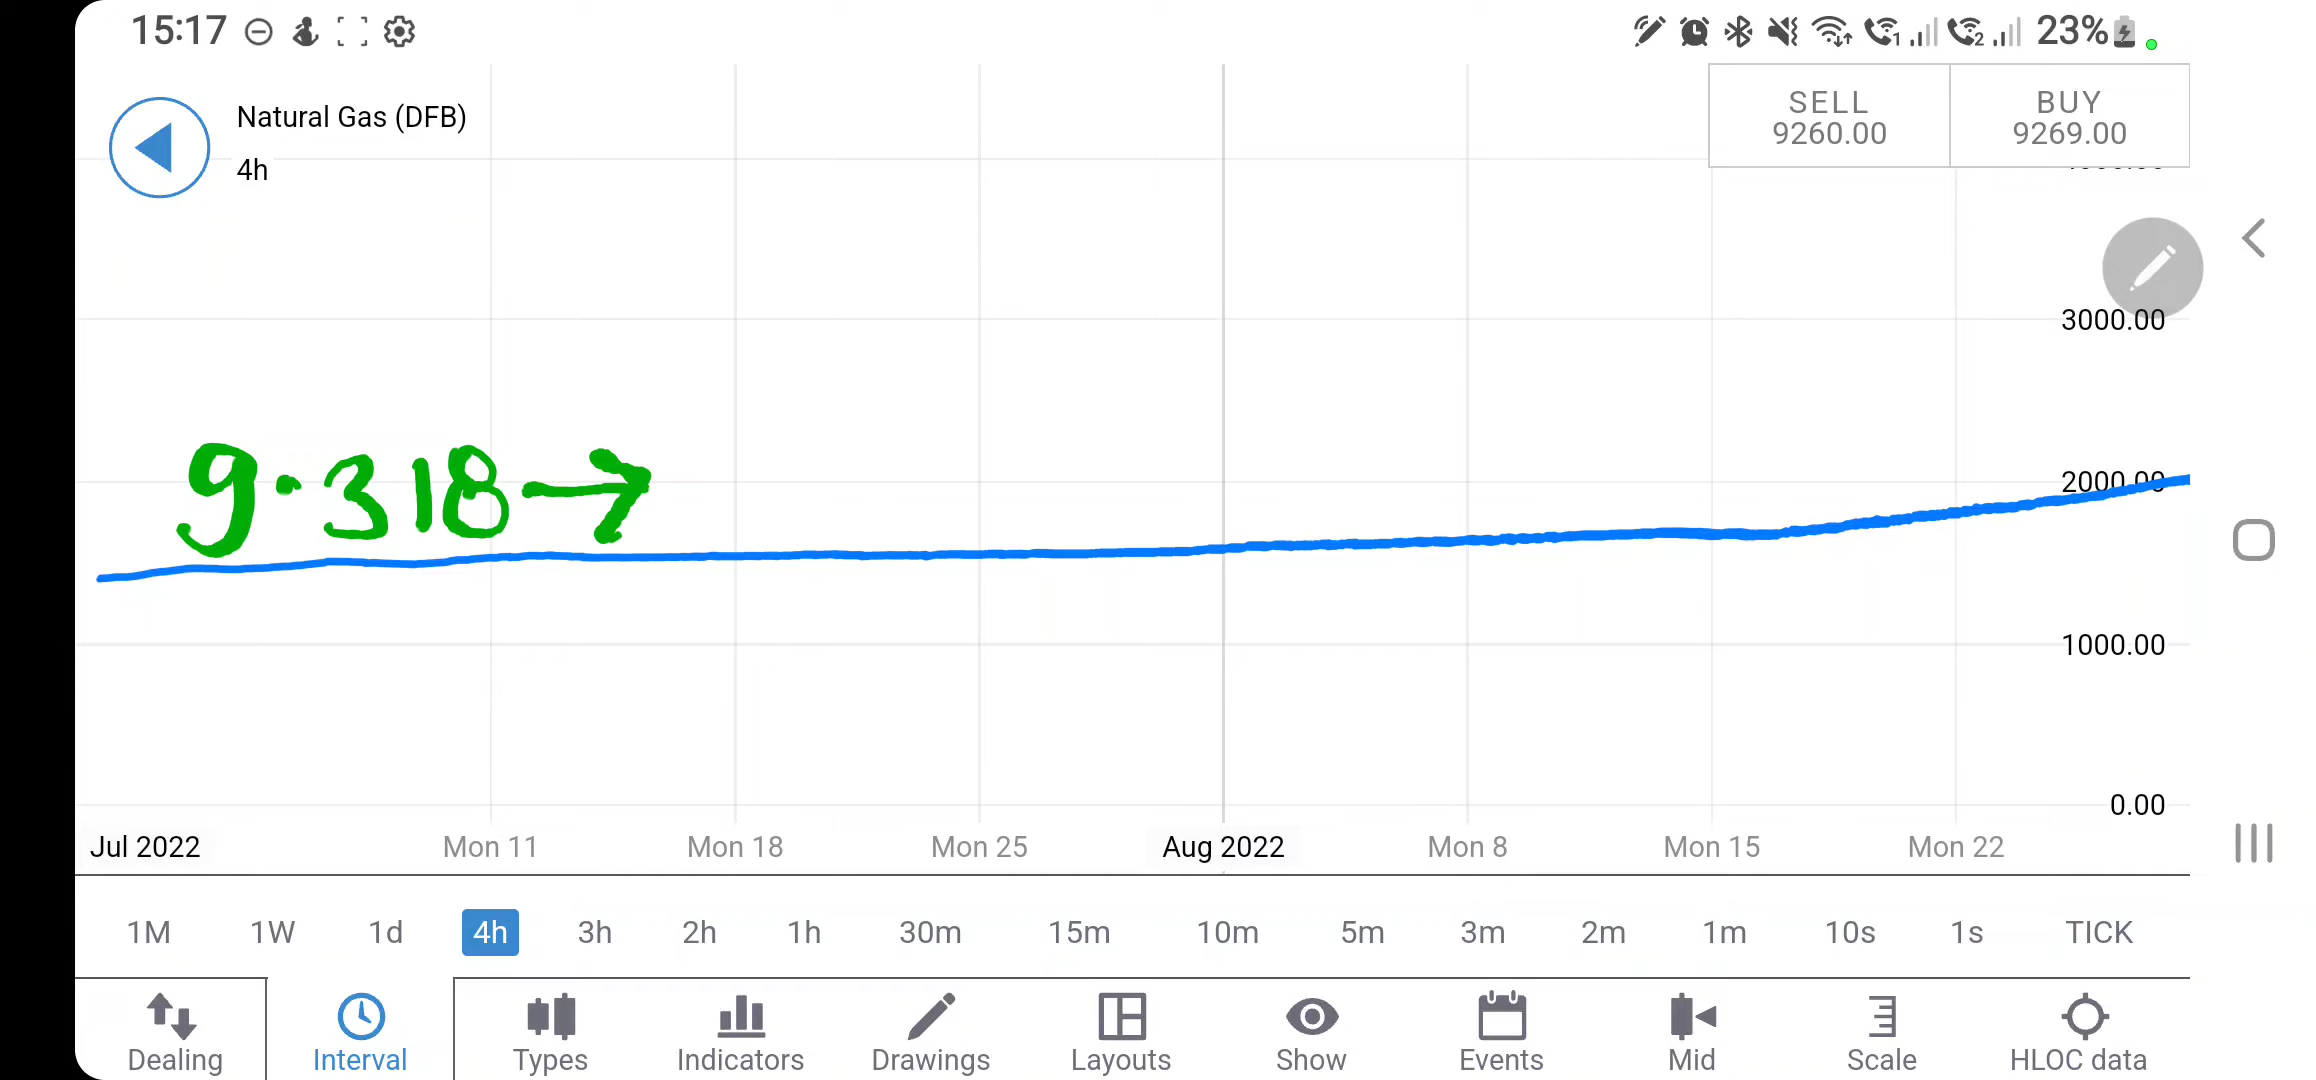 15:17 23%
Natural Gas (DFB)
4h
SELL BUY
9260.00 9269.00
3000.00
9.318→
2000.00
1000.00
0.00
Jul 2022 Mon 11 Mon 18 Mon 25 Aug 2022 Mon 8 Mon 15 Mon 22
1M 1W 1d 4h 3h 2h 1h 30m 15m 10m 5m 3m 2m 1m 10s 1s TICK
Dealing Interval Types Indicators Drawings Layouts Show Events Mid Scale HLOC data